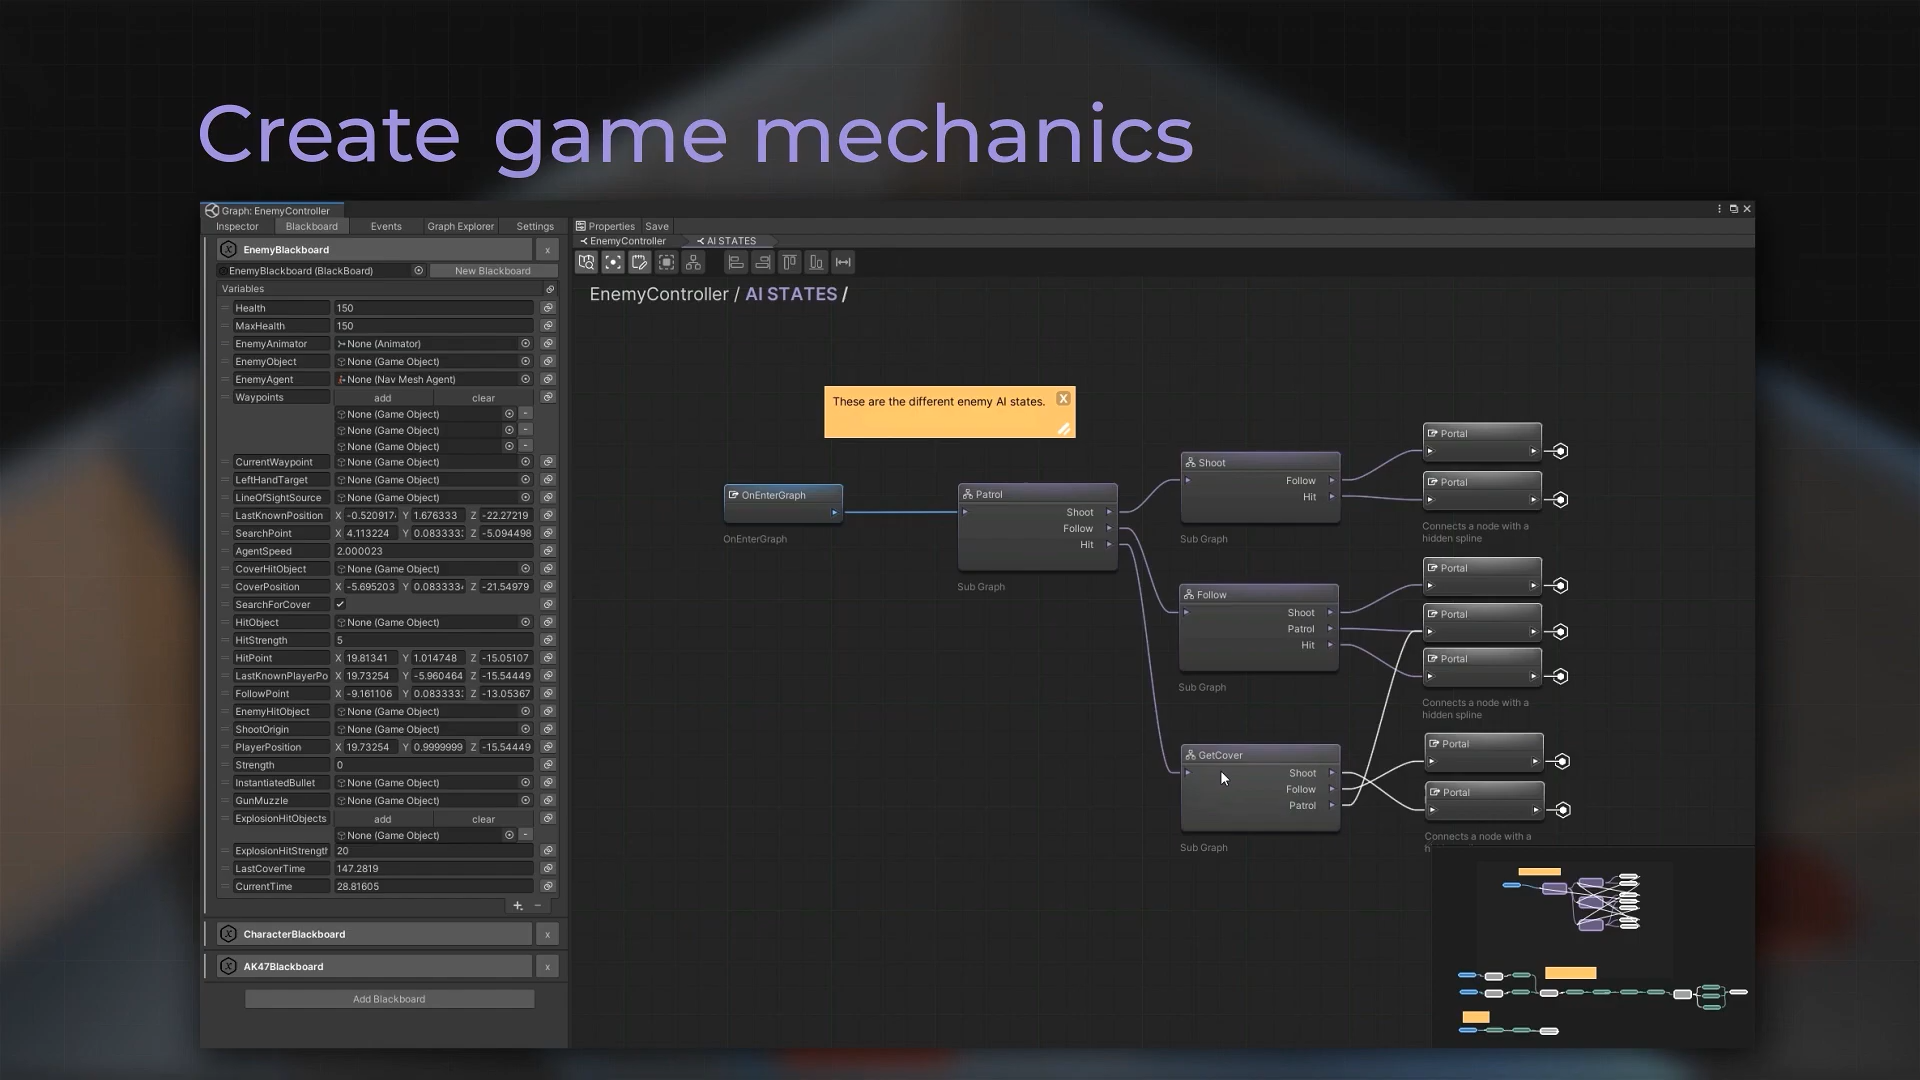 Create game mechanics
Graph: EnemyController
Inspector Blackboard Events Graph Explorer Settings
Properties Save
EnemyController AI STATES
EnemyController / AI STATES /
EnemyBlackboard x
EnemyBlackboard (BlackBoard) New Blackboard
Variables
Health 150
MaxHealth 150
EnemyAnimator None (Animator)
EnemyObject None (Game Object)
EnemyAgent None (Nav Mesh Agent)
Waypoints add clear
None (Game Object) -
None (Game Object) -
None (Game Object) -
CurrentWaypoint None (Game Object)
LeftHandTarget None (Game Object)
LineOfSightSource None (Game Object)
LastKnownPosition X -0.520917 Y 1.676333 Z -22.27219
SearchPoint X 4.113224 Y 0.083333 Z -5.094498
AgentSpeed 2.000023
CoverHitObject None (Game Object)
CoverPosition X -5.695203 Y 0.083333 Z -21.54979
SearchForCover
HitObject None (Game Object)
HitStrength 5
HitPoint X 19.81341 Y 1.014748 Z -15.05107
LastKnownPlayerPo X 19.73254 Y -5.960464 Z -15.54449
FollowPoint X -9.161106 Y 0.083333 Z -13.05367
EnemyHitObject None (Game Object)
ShootOrigin None (Game Object)
PlayerPosition X 19.73254 Y 0.9999999 Z -15.54449
Strength 0
InstantiatedBullet None (Game Object)
GunMuzzle None (Game Object)
ExplosionHitObjects add clear
None (Game Object) -
ExplosionHitStrength 20
LastCoverTime 147.2819
CurrentTime 28.81605
+ -
CharacterBlackboard x
AK47Blackboard x
Add Blackboard
These are the different enemy AI states. X
OnEnterGraph
OnEnterGraph
Patrol
Shoot
Follow
Hit
Sub Graph
Shoot
Follow
Hit
Sub Graph
Follow
Shoot
Patrol
Hit
Sub Graph
GetCover
Shoot
Follow
Patrol
Sub Graph
Portal
Portal
Connects a node with a
hidden spline
Portal
Portal
Portal
Connects a node with a
hidden spline
Portal
Portal
Connects a node with a